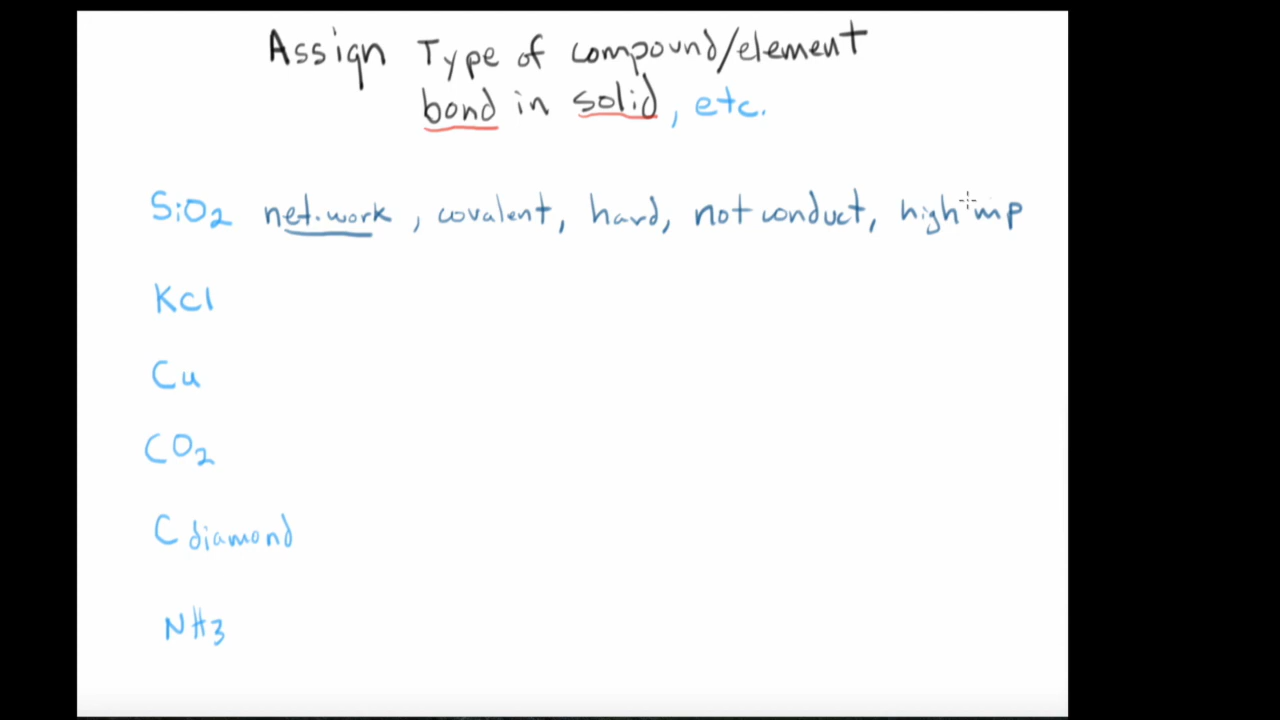 Assign Type of compound/element
bond in solid, etc.
SiO2 network, covalent, hard, not conduct, high mp
KCl
Cu
CO2
C diamond
NH3